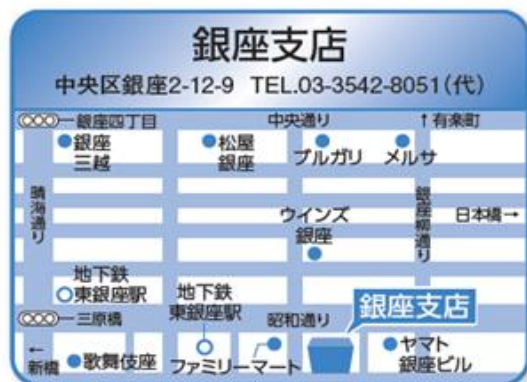 銀座支店
中央区銀座2-12-9 TEL.03-3542-8051(代)
銀座四丁目
中央通り
↑有楽町
銀座
三越
松屋
銀座
ブルガリ
メルサ
晴海通り
銀座柳通り
日本橋→
ウインズ
銀座
地下鉄
東銀座駅
地下鉄
東銀座駅
三原橋
昭和通り
銀座支店
←
新橋
歌舞伎座
ファミリーマート
ヤマト
銀座ビル